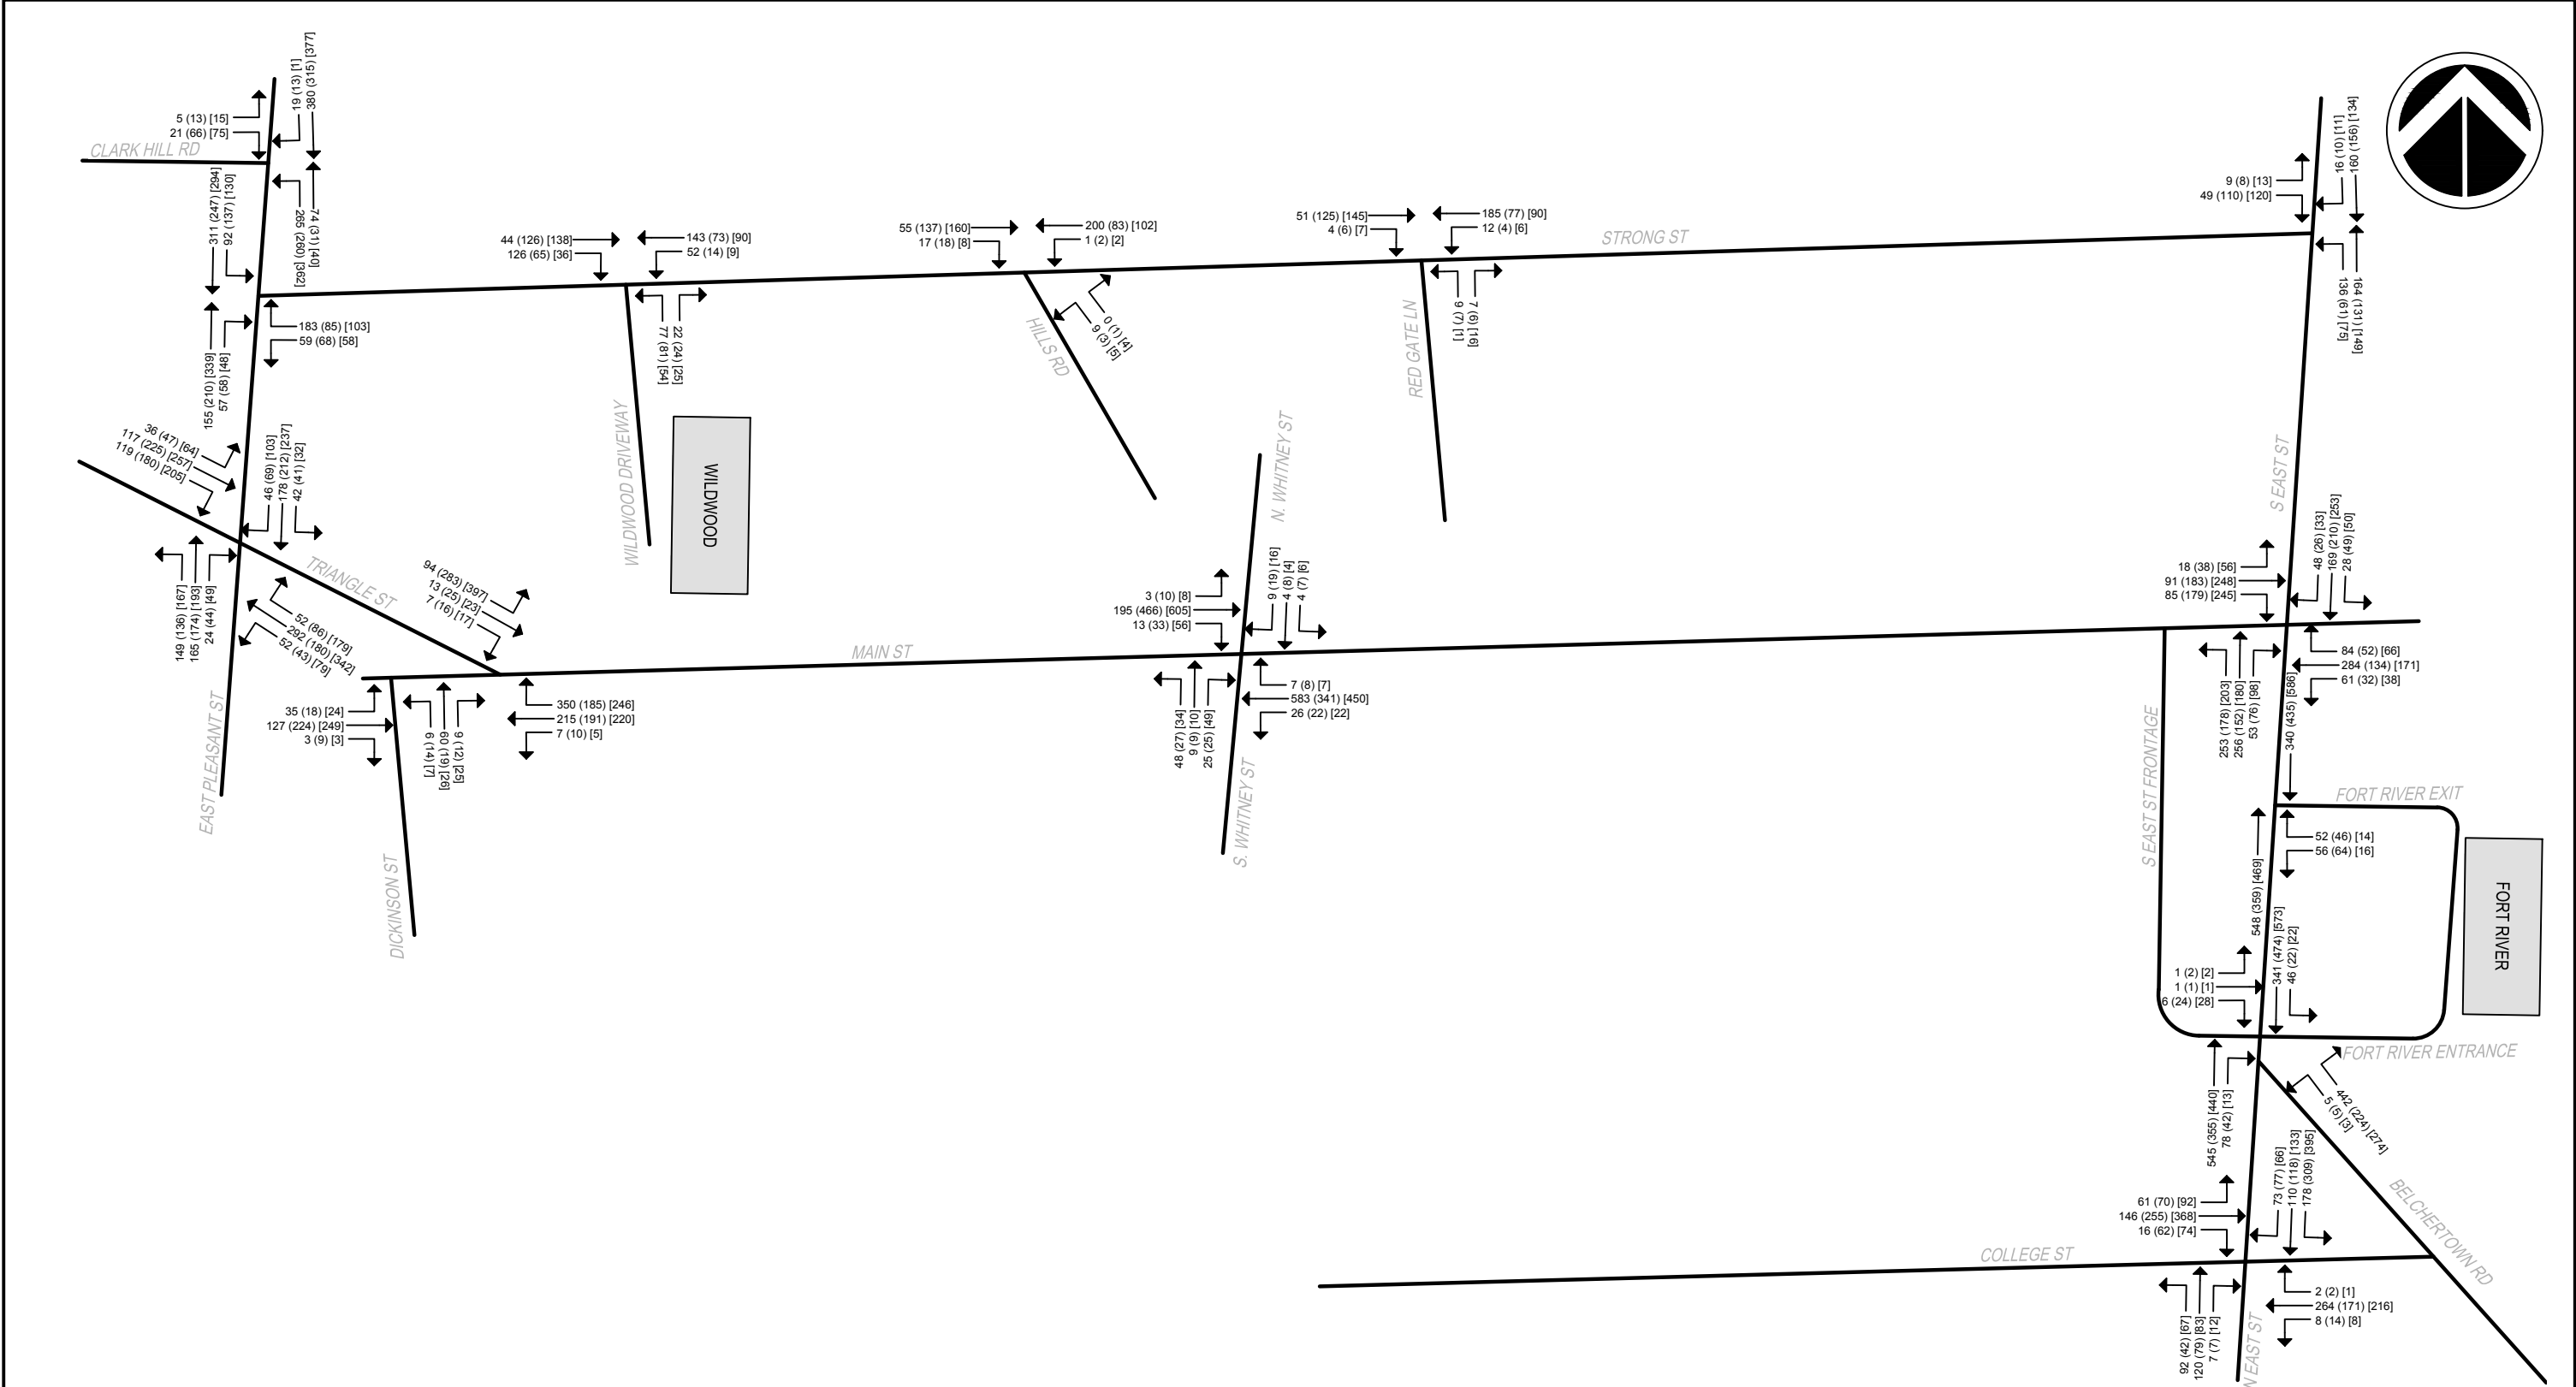 5 (13) [15]
21 (66) [75]
19 (13) [1]
380 (315) [377]
CLARK HILL RD
311 (247) [294]
92 (137) [130]
74 (31) [40]
265 (260) [362]
183 (85) [103]
59 (68) [58]
155 (210) [339]
57 (58) [48]
44 (126) [138]
126 (65) [36]
143 (73) [90]
52 (14) [9]
22 (24) [25]
77 (81) [54]
WILDWOOD DRIVEWAY
WILDWOOD
55 (137) [160]
17 (18) [8]
200 (83) [102]
1 (2) [2]
0 (1) [4]
9 (3) [5]
HILLS RD
51 (125) [145]
4 (6) [7]
185 (77) [90]
12 (4) [6]
7 (6) [16]
9 (7) [1]
RED GATE LN
STRONG ST
9 (8) [13]
49 (110) [120]
16 (10) [11]
160 (156) [134]
164 (131) [149]
136 (61) [75]
S EAST ST
36 (47) [64]
117 (225) [257]
119 (180) [205]
46 (69) [103]
178 (212) [237]
42 (41) [32]
149 (136) [167]
165 (174) [193]
24 (44) [49]
52 (86) [179]
292 (180) [342]
52 (43) [79]
TRIANGLE ST
EAST PLEASANT ST
94 (283) [397]
13 (25) [23]
7 (16) [17]
35 (18) [24]
127 (224) [249]
3 (9) [3]
9 (12) [25]
60 (19) [26]
6 (14) [7]
350 (185) [246]
215 (191) [220]
7 (10) [5]
DICKINSON ST
MAIN ST
N. WHITNEY ST
3 (10) [8]
195 (466) [605]
13 (33) [56]
9 (19) [16]
4 (8) [4]
4 (7) [6]
48 (27) [34]
9 (9) [10]
25 (25) [49]
7 (8) [7]
583 (341) [450]
26 (22) [22]
S. WHITNEY ST
18 (38) [56]
91 (183) [248]
85 (179) [245]
48 (26) [33]
169 (210) [253]
28 (49) [50]
253 (178) [203]
256 (152) [180]
53 (76) [98]
84 (52) [66]
284 (134) [171]
61 (32) [38]
340 (435) [586]
S EAST ST FRONTAGE
FORT RIVER EXIT
52 (46) [14]
56 (64) [16]
548 (359) [469]
FORT RIVER
1 (2) [2]
1 (1) [1]
6 (24) [28]
341 (474) [573]
46 (22) [22]
FORT RIVER ENTRANCE
545 (355) [440]
78 (42) [13]
442 (224) [274]
5 (5) [3]
BELCHERTOWN RD
61 (70) [92]
146 (255) [368]
16 (62) [74]
73 (77) [66]
110 (118) [133]
178 (309) [395]
COLLEGE ST
92 (42) [67]
120 (79) [83]
7 (7) [12]
2 (2) [1]
264 (171) [216]
8 (14) [8]
N EAST ST